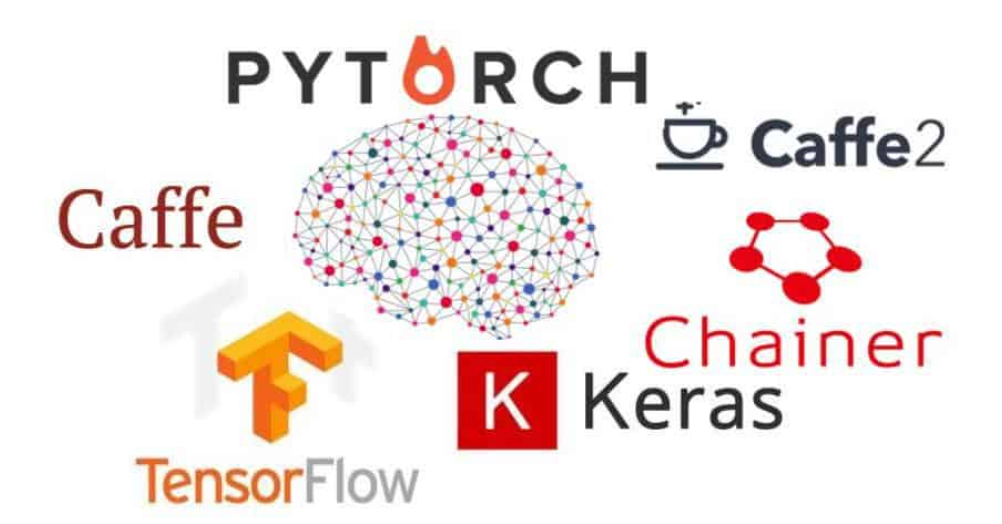 PYTORCH
Caffe2
Caffe
Chainer
K Keras
TensorFlow